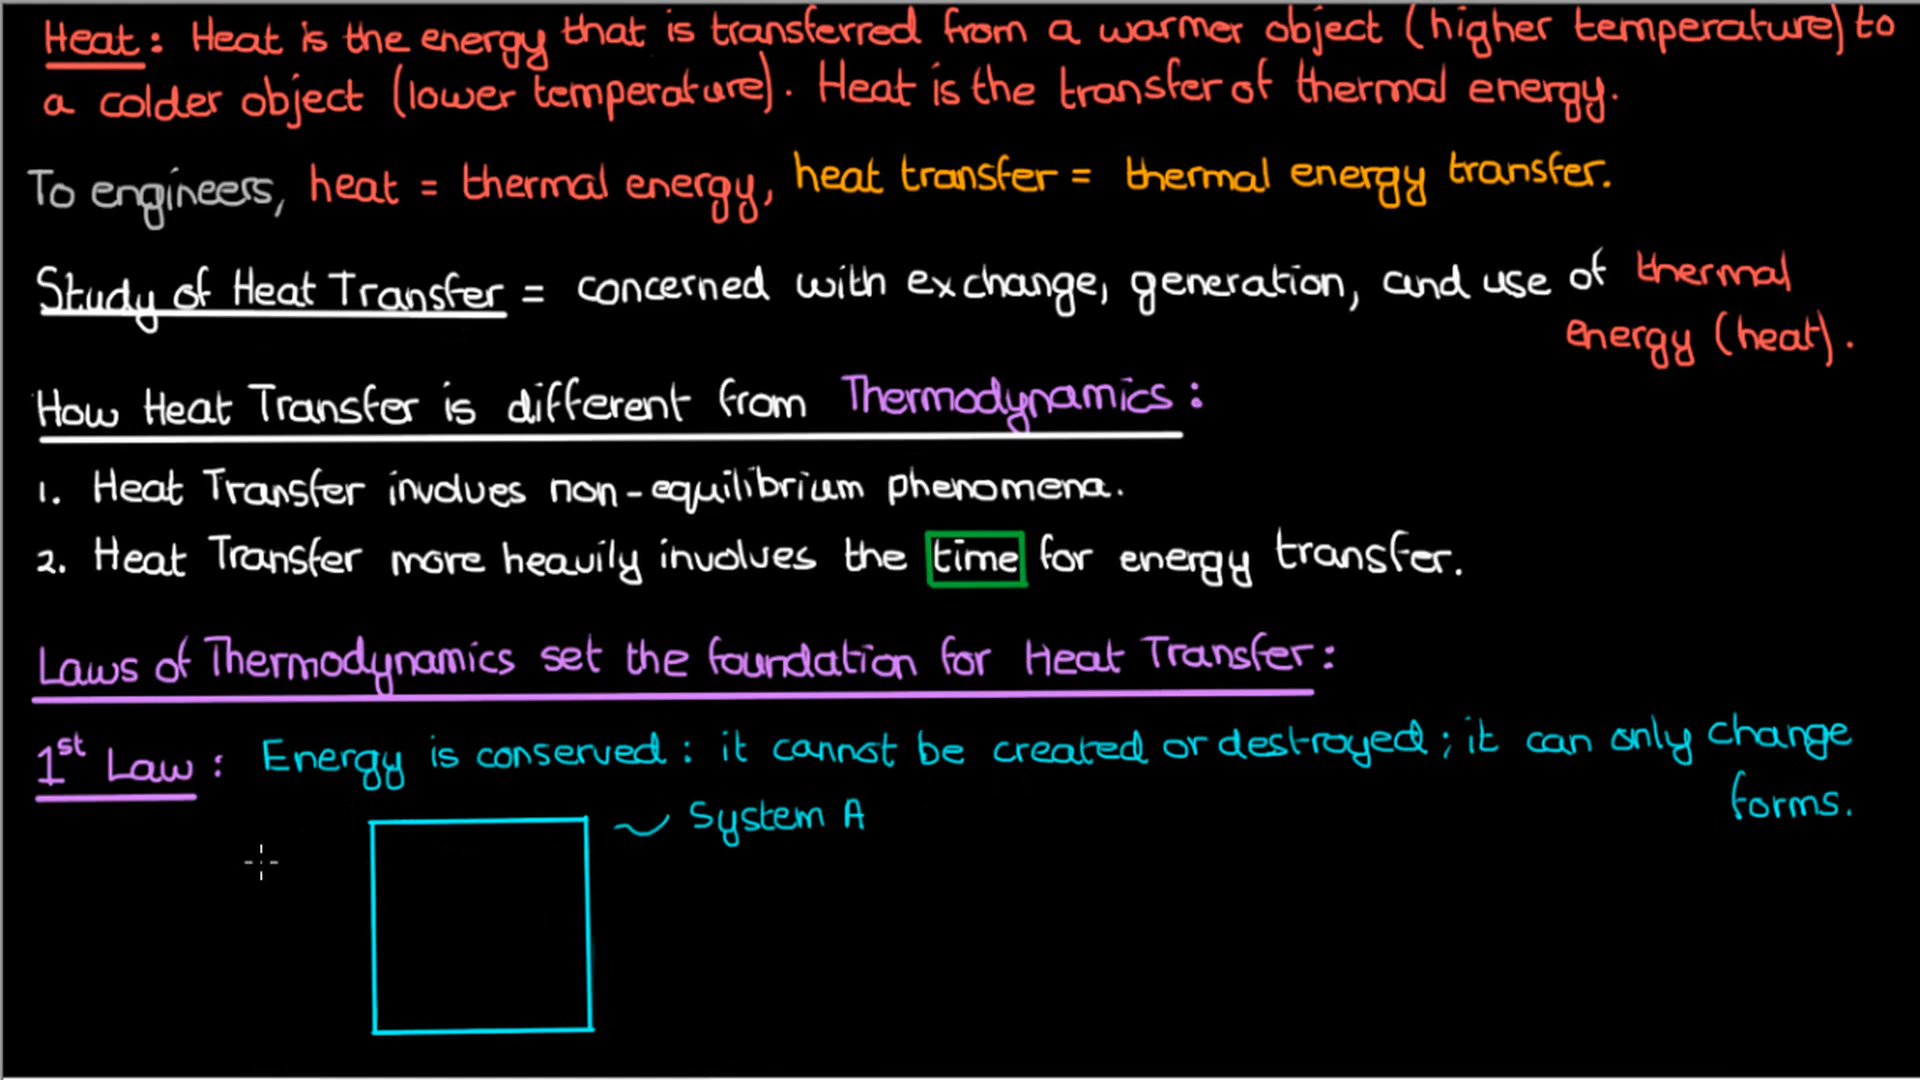 Heat: Heat is the energy that is transferred from a warmer object (higher temperature) to
a colder object (lower temperature). Heat is the transfer of thermal energy.
To engineers, heat = thermal energy, heat transfer = thermal energy transfer.
Study of Heat Transfer = concerned with exchange, generation, and use of thermal
energy (heat).
How Heat Transfer is different from Thermodynamics:
1. Heat Transfer involves non-equilibrium phenomena.
2. Heat Transfer more heavily involves the time for energy transfer.
Laws of Thermodynamics set the foundation for Heat Transfer:
1st Law: Energy is conserved: it cannot be created or destroyed; it can only change
forms.
System A